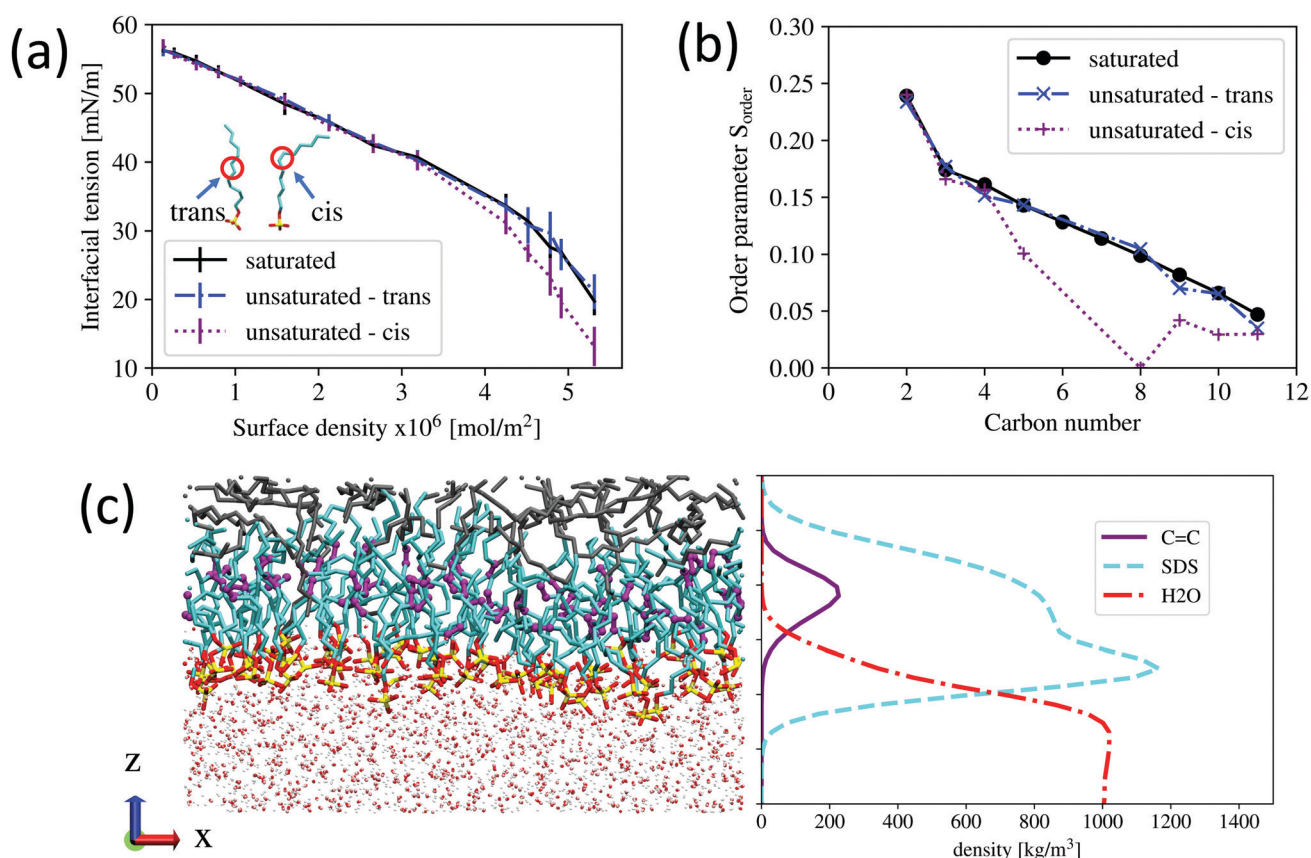 (a)
60
50
40
30
20
10
Interfacial tension [mN/m]
trans
cis
saturated
unsaturated - trans
unsaturated - cis
0
1
2
3
4
5
Surface density x10⁶ [mol/m²]
(b)
0.30
0.25
0.20
0.15
0.10
0.05
0.00
Order parameter S_order
saturated
unsaturated - trans
unsaturated - cis
0
2
4
6
8
10
12
Carbon number
(c)
Z
X
C=C
SDS
H2O
0
200
400
600
800
1000
1200
1400
density [kg/m³]